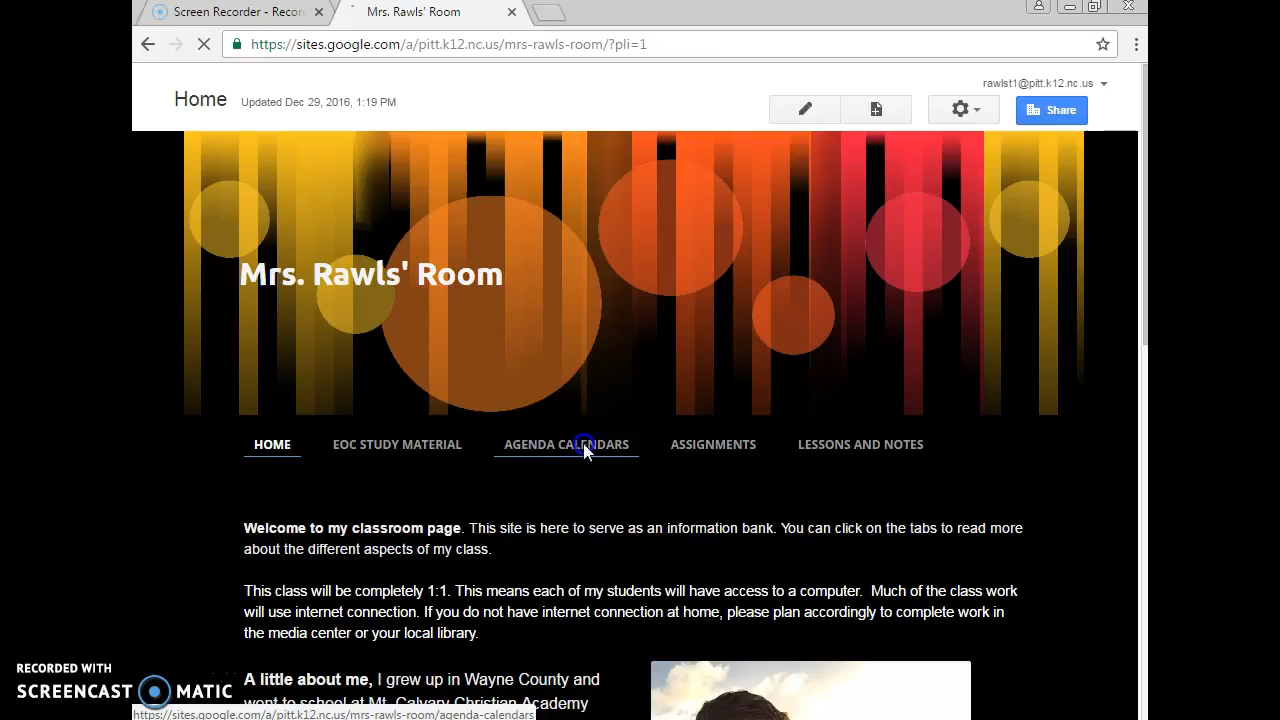 Screen Recorder - Recor
Mrs. Rawls' Room
https://sites.google.com/a/pitt.k12.nc.us/mrs-rawls-room/?pli=1
rawlst1@pitt.k12.nc.us
Home Updated Dec 29, 2016, 1:19 PM
Share
Mrs. Rawls' Room
HOME EOC STUDY MATERIAL AGENDA CALENDARS ASSIGNMENTS LESSONS AND NOTES
Welcome to my classroom page. This site is here to serve as an information bank. You can click on the tabs to read more
about the different aspects of my class.
This class will be completely 1:1. This means each of my students will have access to a computer. Much of the class work
will use internet connection. If you do not have internet connection at home, please plan accordingly to complete work in
the media center or your local library.
A little about me, I grew up in Wayne County and
went to school at Mt. Calvary Christian Academy
RECORDED WITH
SCREENCAST MATIC
https://sites.google.com/a/pitt.k12.nc.us/mrs-rawls-room/agenda-calendars